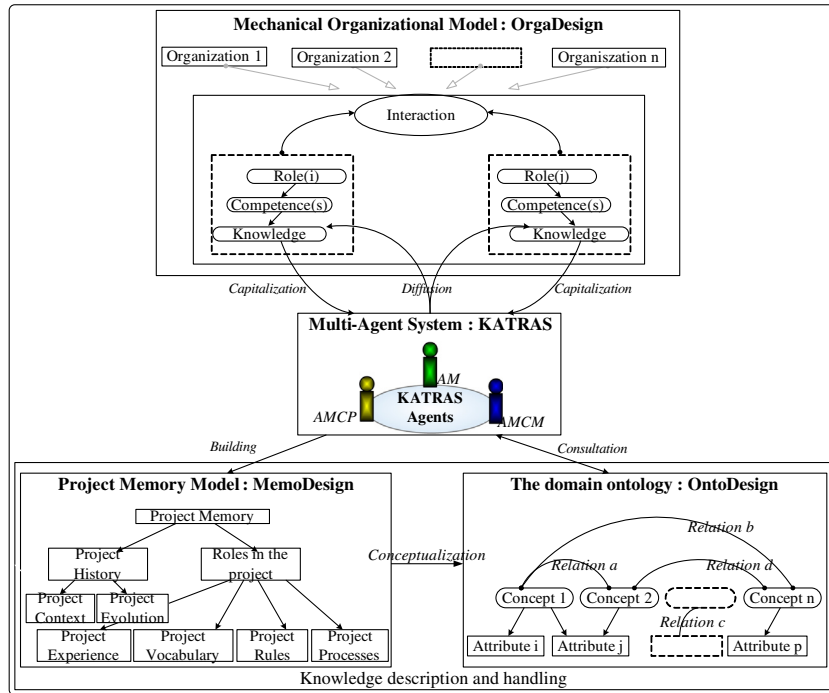 Mechanical Organizational Model : OrgaDesign
Organization 1
Organization 2
Organiszation n
Interaction
Role(i)
Role(j)
Competence(s)
Competence(s)
Knowledge
Knowledge
Capitalization
Diffusion
Capitalization
Multi-Agent System : KATRAS
AM
KATRAS
Agents
AMCP
AMCM
Building
Consultation
Project Memory Model : MemoDesign
Project Memory
Project
History
Roles in the
project
Project
Context
Project
Evolution
Project
Experience
Project
Vocabulary
Project
Rules
Project
Processes
Conceptualization
The domain ontology : OntoDesign
Relation b
Relation a
Relation d
Concept 1
Concept 2
Concept n
Relation c
Attribute i
Attribute j
Attribute p
Knowledge description and handling